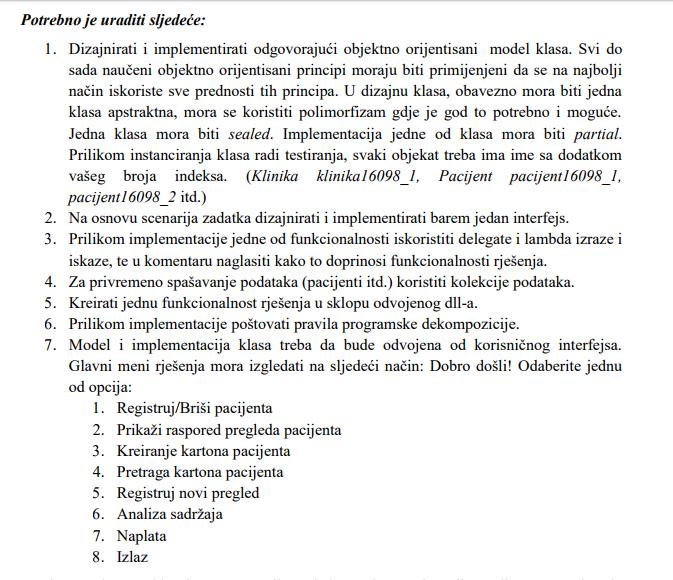 Potrebno je uraditi sljedeće:
1. Dizajnirati i implementirati odgovorajući objektno orijentisani model klasa. Svi do
sada naučeni objektno orijentisani principi moraju biti primijenjeni da se na najbolji
način iskoriste sve prednosti tih principa. U dizajnu klasa, obavezno mora biti jedna
klasa apstraktna, mora se koristiti polimorfizam gdje je god to potrebno i moguće.
Jedna klasa mora biti sealed. Implementacija jedne od klasa mora biti partial.
Prilikom instanciranja klasa radi testiranja, svaki objekat treba ima ime sa dodatkom
vašeg broja indeksa. (Klinika klinika16098_1, Pacijent pacijent16098_1,
pacijent16098_2 itd.)
2. Na osnovu scenarija zadatka dizajnirati i implementirati barem jedan interfejs.
3. Prilikom implementacije jedne od funkcionalnosti iskoristiti delegate i lambda izraze i
iskaze, te u komentaru naglasiti kako to doprinosi funkcionalnosti rješenja.
4. Za privremeno spašavanje podataka (pacijenti itd.) koristiti kolekcije podataka.
5. Kreirati jednu funkcionalnost rješenja u sklopu odvojenog dll-a.
6. Prilikom implementacije poštovati pravila programske dekompozicije.
7. Model i implementacija klasa treba da bude odvojena od korisničnog interfejsa.
Glavni meni rješenja mora izgledati na sljedeći način: Dobro došli! Odaberite jednu
od opcija:
1. Registruj/Briši pacijenta
2. Prikaži raspored pregleda pacijenta
3. Kreiranje kartona pacijenta
4. Pretraga kartona pacijenta
5. Registruj novi pregled
6. Analiza sadržaja
7. Naplata
8. Izlaz